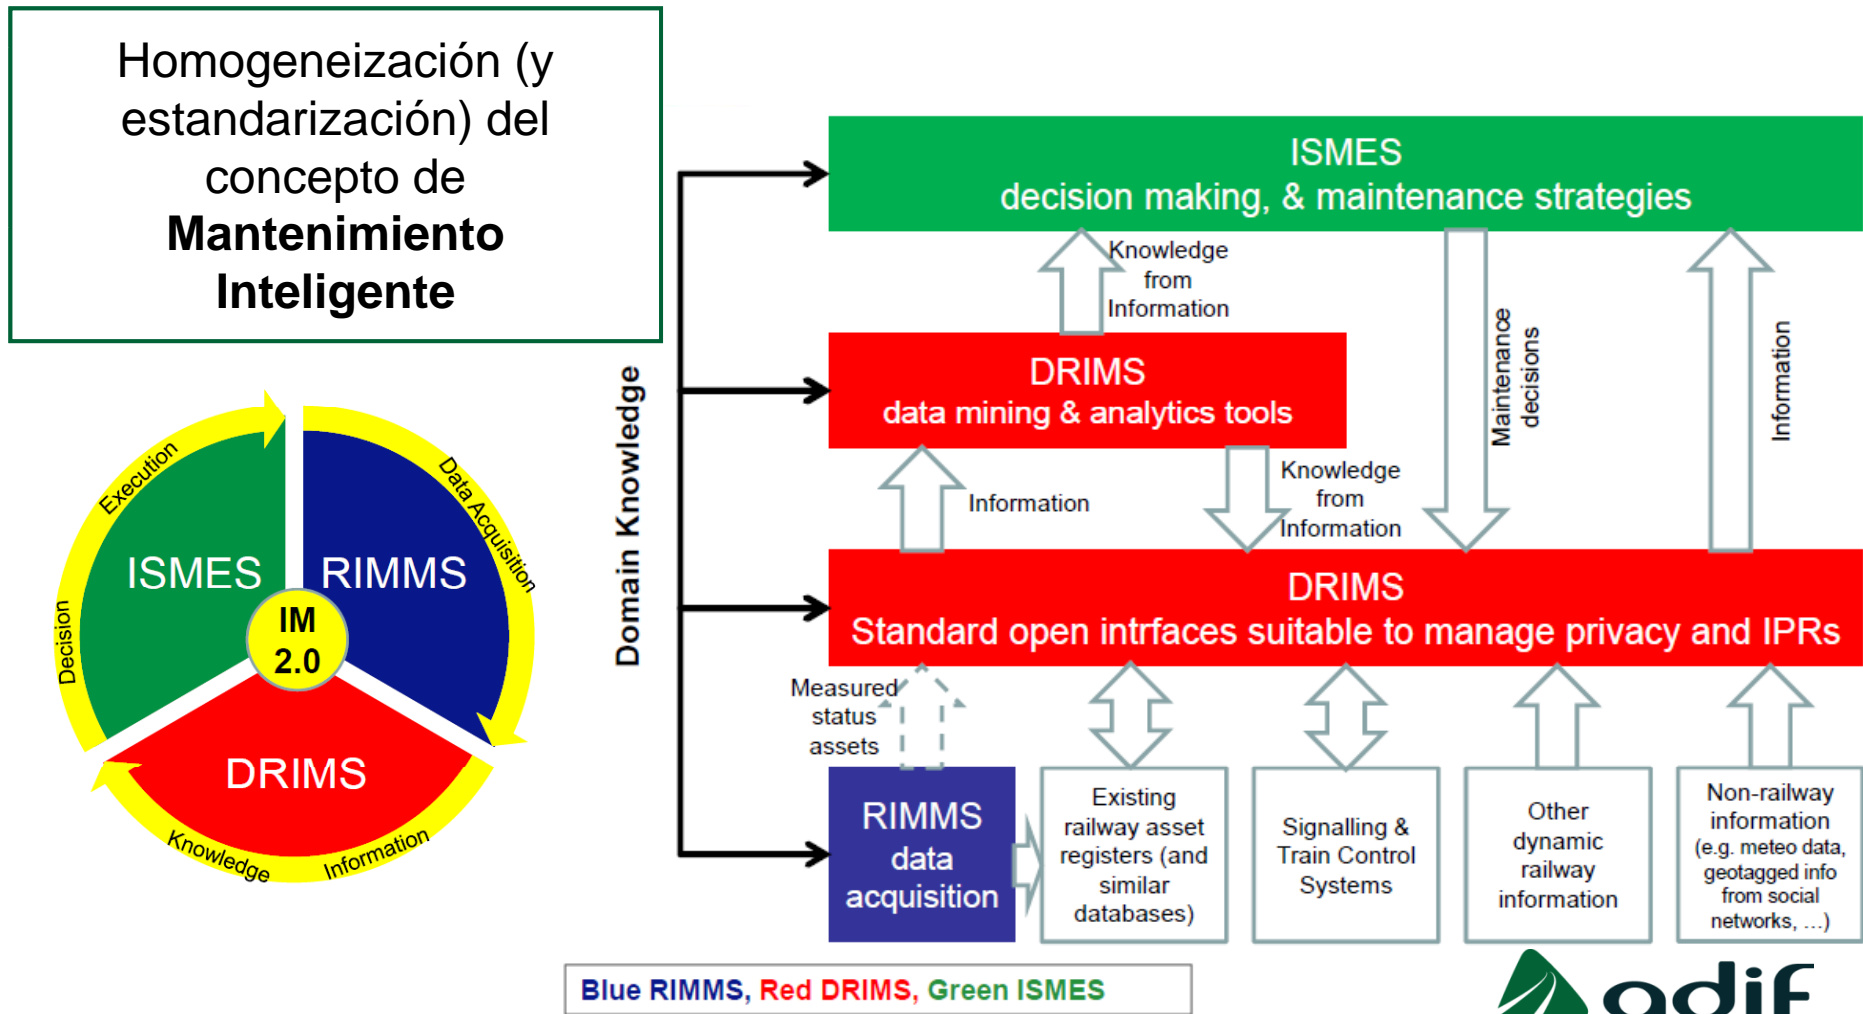 Homogeneización (y
estandarización) del
concepto de
Mantenimiento
Inteligente
Execution
Data Acquisition
ISMES
RIMMS
IM
2.0
Decision
DRIMS
Knowledge
Information
Domain Knowledge
ISMES
decision making, & maintenance strategies
Knowledge
from
Information
Maintenance
decisions
Information
DRIMS
data mining & analytics tools
Information
Knowledge
from
Information
DRIMS
Standard open intrfaces suitable to manage privacy and IPRs
Measured
status
assets
RIMMS
data
acquisition
Existing
railway asset
registers (and
similar
databases)
Signalling &
Train Control
Systems
Other
dynamic
railway
information
Non-railway
information
(e.g. meteo data,
geotagged info
from social
networks, …)
Blue RIMMS, Red DRIMS, Green ISMES
adif